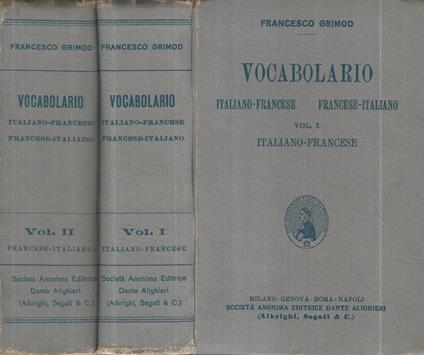 FRANCESCO GRIMOD
VOCABOLARIO
ITALIANO-FRANCESE
FRANCESE-ITALIANO
Vol. II
FRANCESE-ITALIANO
Società Anonima Editrice
Dante Alighieri
(Albrighi, Segati & C.)
FRANCESCO GRIMOD
VOCABOLARIO
ITALIANO-FRANCESE
FRANCESE-ITALIANO
Vol. I
ITALIANO-FRANCESE
Società Anonima Editrice
Dante Alighieri
(Albrighi, Segati & C.)
FRANCESCO GRIMOD
VOCABOLARIO
ITALIANO-FRANCESE FRANCESE-ITALIANO
VOL. I.
ITALIANO-FRANCESE
MILANO-GENOVA-ROMA-NAPOLI
SOCIETÀ ANONIMA EDITRICE DANTE ALIGHIERI
(Albrighi, Segati & C.)